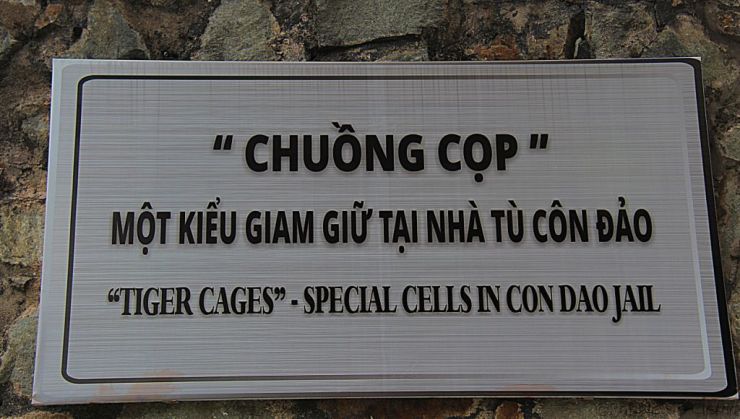 " CHUỒNG CỌP "
MỘT KIỂU GIAM GIỮ TẠI NHÀ TÙ CÔN ĐẢO
“TIGER CAGES” - SPECIAL CELLS IN CON DAO JAIL